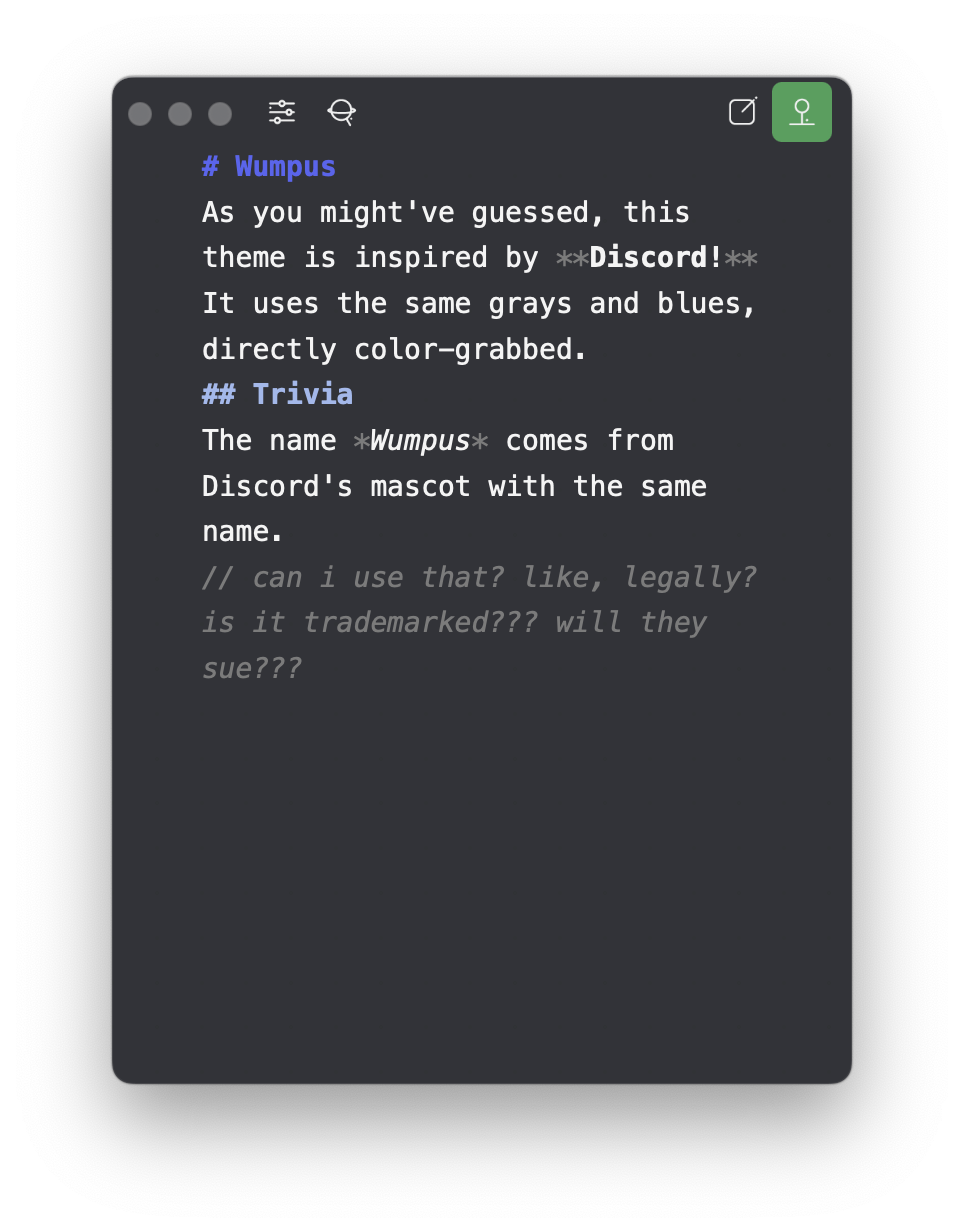 # Wumpus
As you might've guessed, this
theme is inspired by **Discord!**
It uses the same grays and blues,
directly color–grabbed.
## Trivia
The name *Wumpus* comes from
Discord's mascot with the same
name.
// can i use that? like, legally?
is it trademarked??? will they
sue???